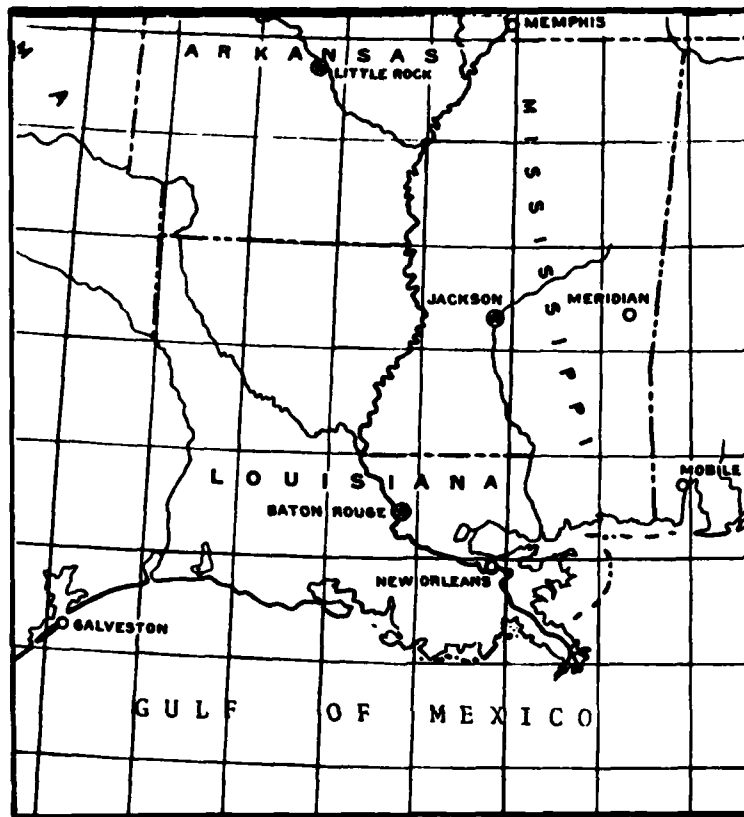 MEMPHIS
ARKANSAS
LITTLE ROCK
MISSISSIPPI
JACKSON
MERIDIAN
LOUISIANA
MOBILE
BATON ROUGE
NEW ORLEANS
GALVESTON
GULF OF MEXICO